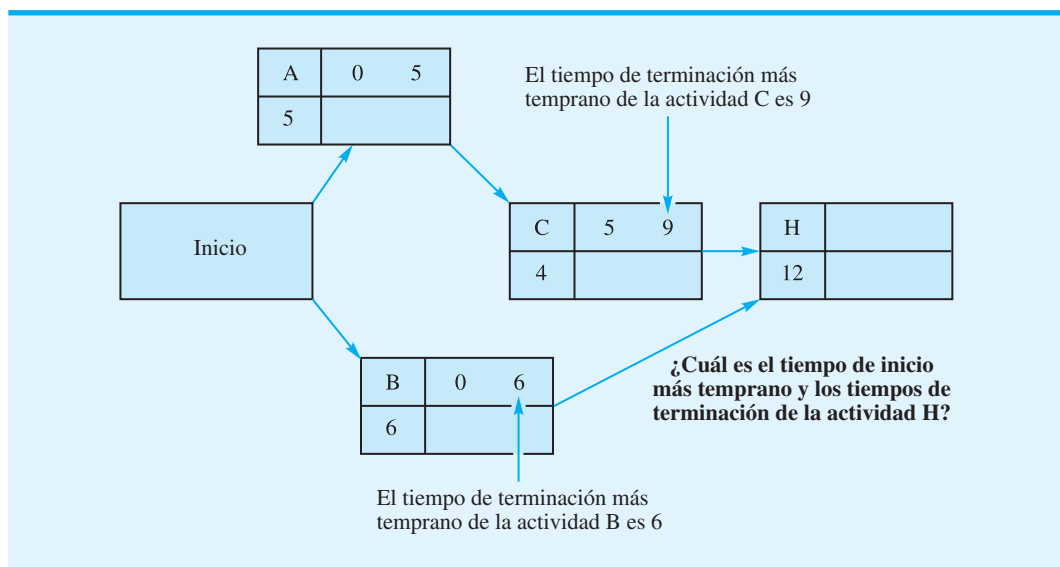 A 0 5
5
El tiempo de terminación más
temprano de la actividad C es 9
Inicio
C 5 9
4
H
12
B 0 6
6
¿Cuál es el tiempo de inicio
más temprano y los tiempos de
terminación de la actividad H?
El tiempo de terminación más
temprano de la actividad B es 6